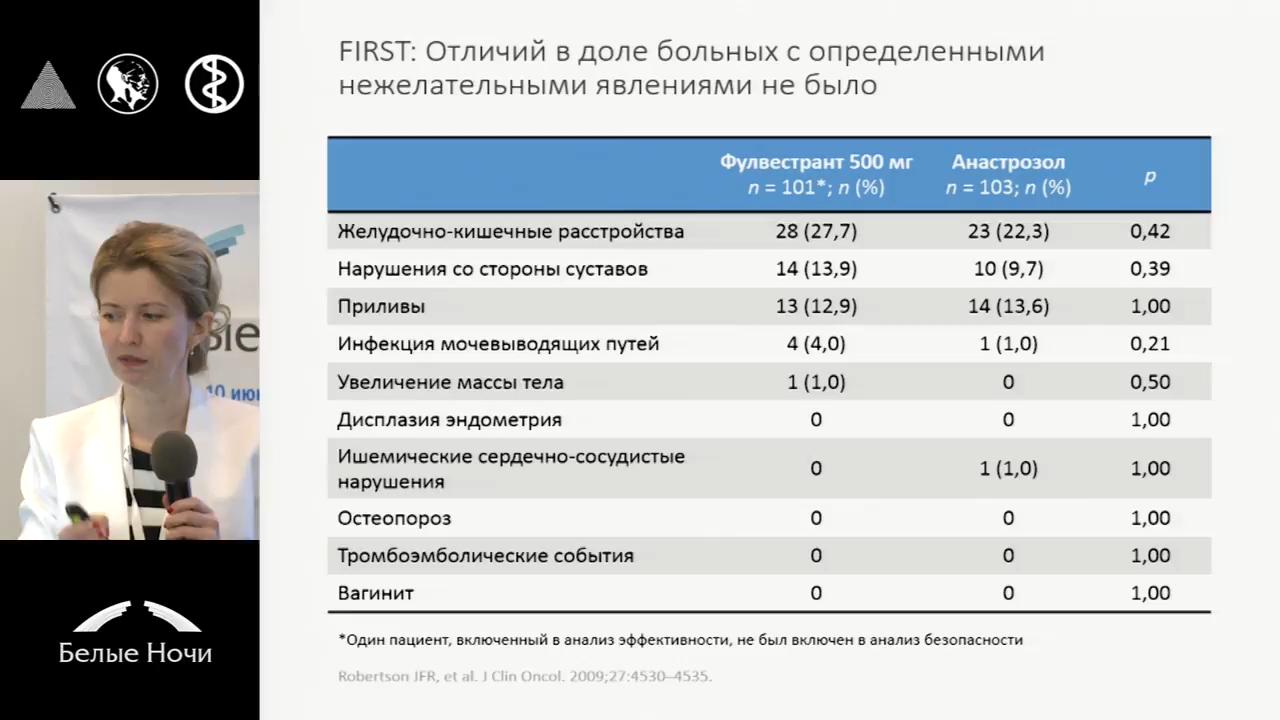 FIRST: Отличий в доле больных с определенными
нежелательными явлениями не было
Фулвестрант 500 мг Анастрозол p
n = 101*; n (%) n = 103; n (%)
Желудочно-кишечные расстройства 28 (27,7) 23 (22,3) 0,42
Нарушения со стороны суставов 14 (13,9) 10 (9,7) 0,39
Приливы 13 (12,9) 14 (13,6) 1,00
Инфекция мочевыводящих путей 4 (4,0) 1 (1,0) 0,21
Увеличение массы тела 1 (1,0) 0 0,50
Дисплазия эндометрия 0 0 1,00
Ишемические сердечно-сосудистые
нарушения 0 1 (1,0) 1,00
Остеопороз 0 0 1,00
Тромбоэмболические события 0 0 1,00
Вагинит 0 0 1,00
*Один пациент, включенный в анализ эффективности, не был включен в анализ безопасности
Robertson JFR, et al. J Clin Oncol. 2009;27:4530–4535.
Белые Ночи